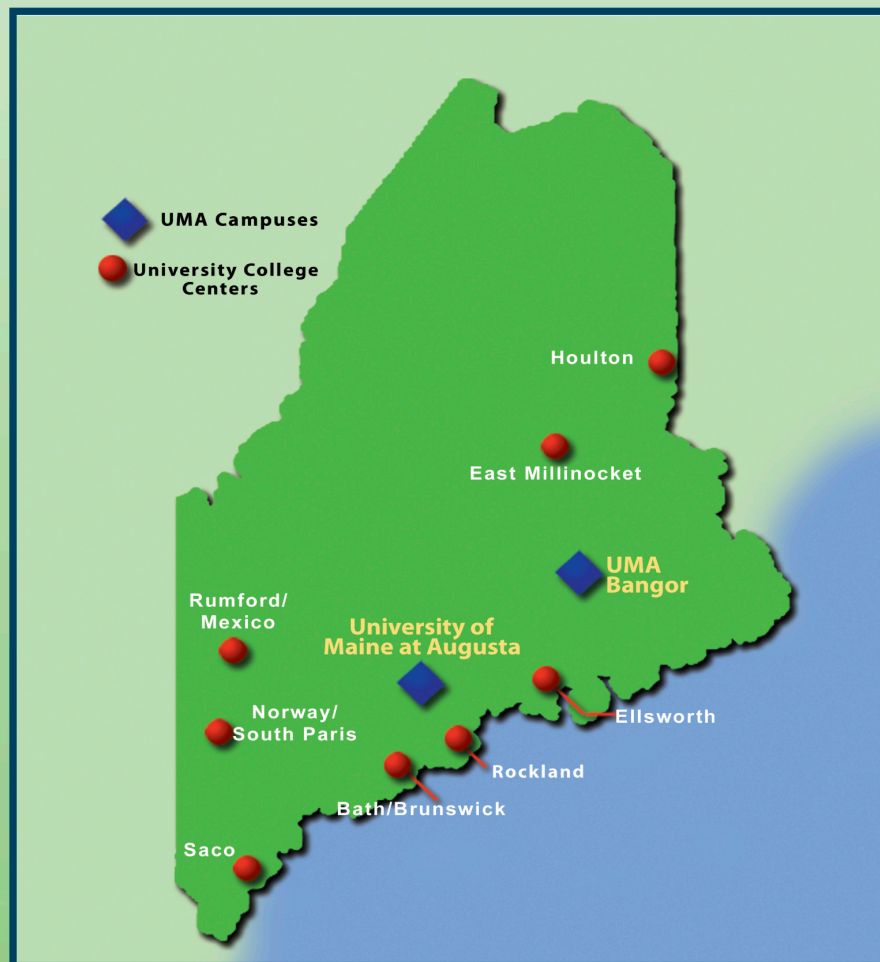 UMA Campuses
University College
Centers
Houlton
East Millinocket
UMA
Bangor
Rumford/
Mexico
University of
Maine at Augusta
Norway/
South Paris
Ellsworth
Rockland
Bath/Brunswick
Saco